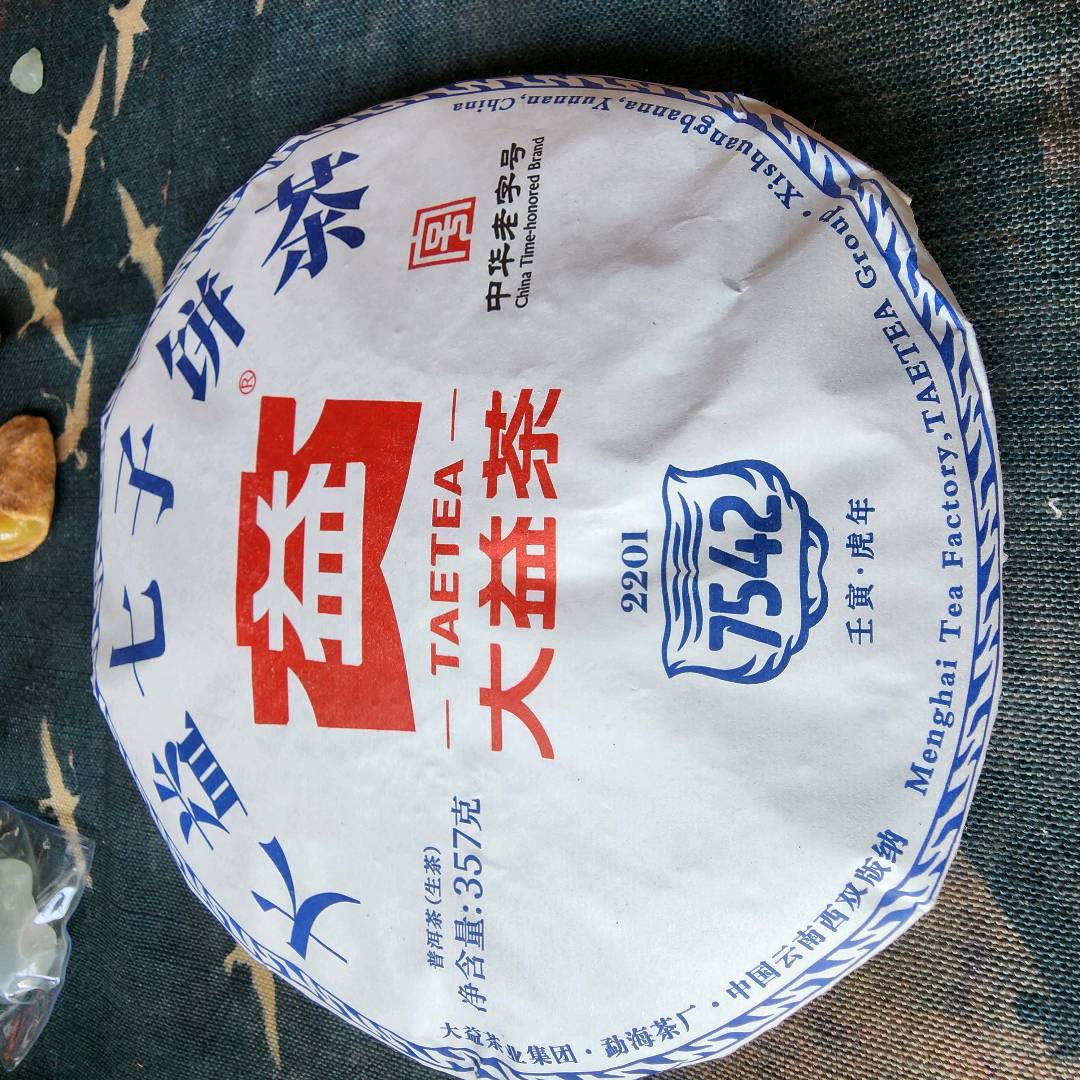 大益七子饼茶
益®
TAETEA
大益茶
号
中华老字号
China Time-honored Brand
普洱茶(生茶)
净含量:357克
2201
7542
壬寅·虎年
大益茶业集团·勐海茶厂·中国云南西双版纳
Menghai Tea Factory,TAETEA Group·Xishuangbanna,Yunnan,China